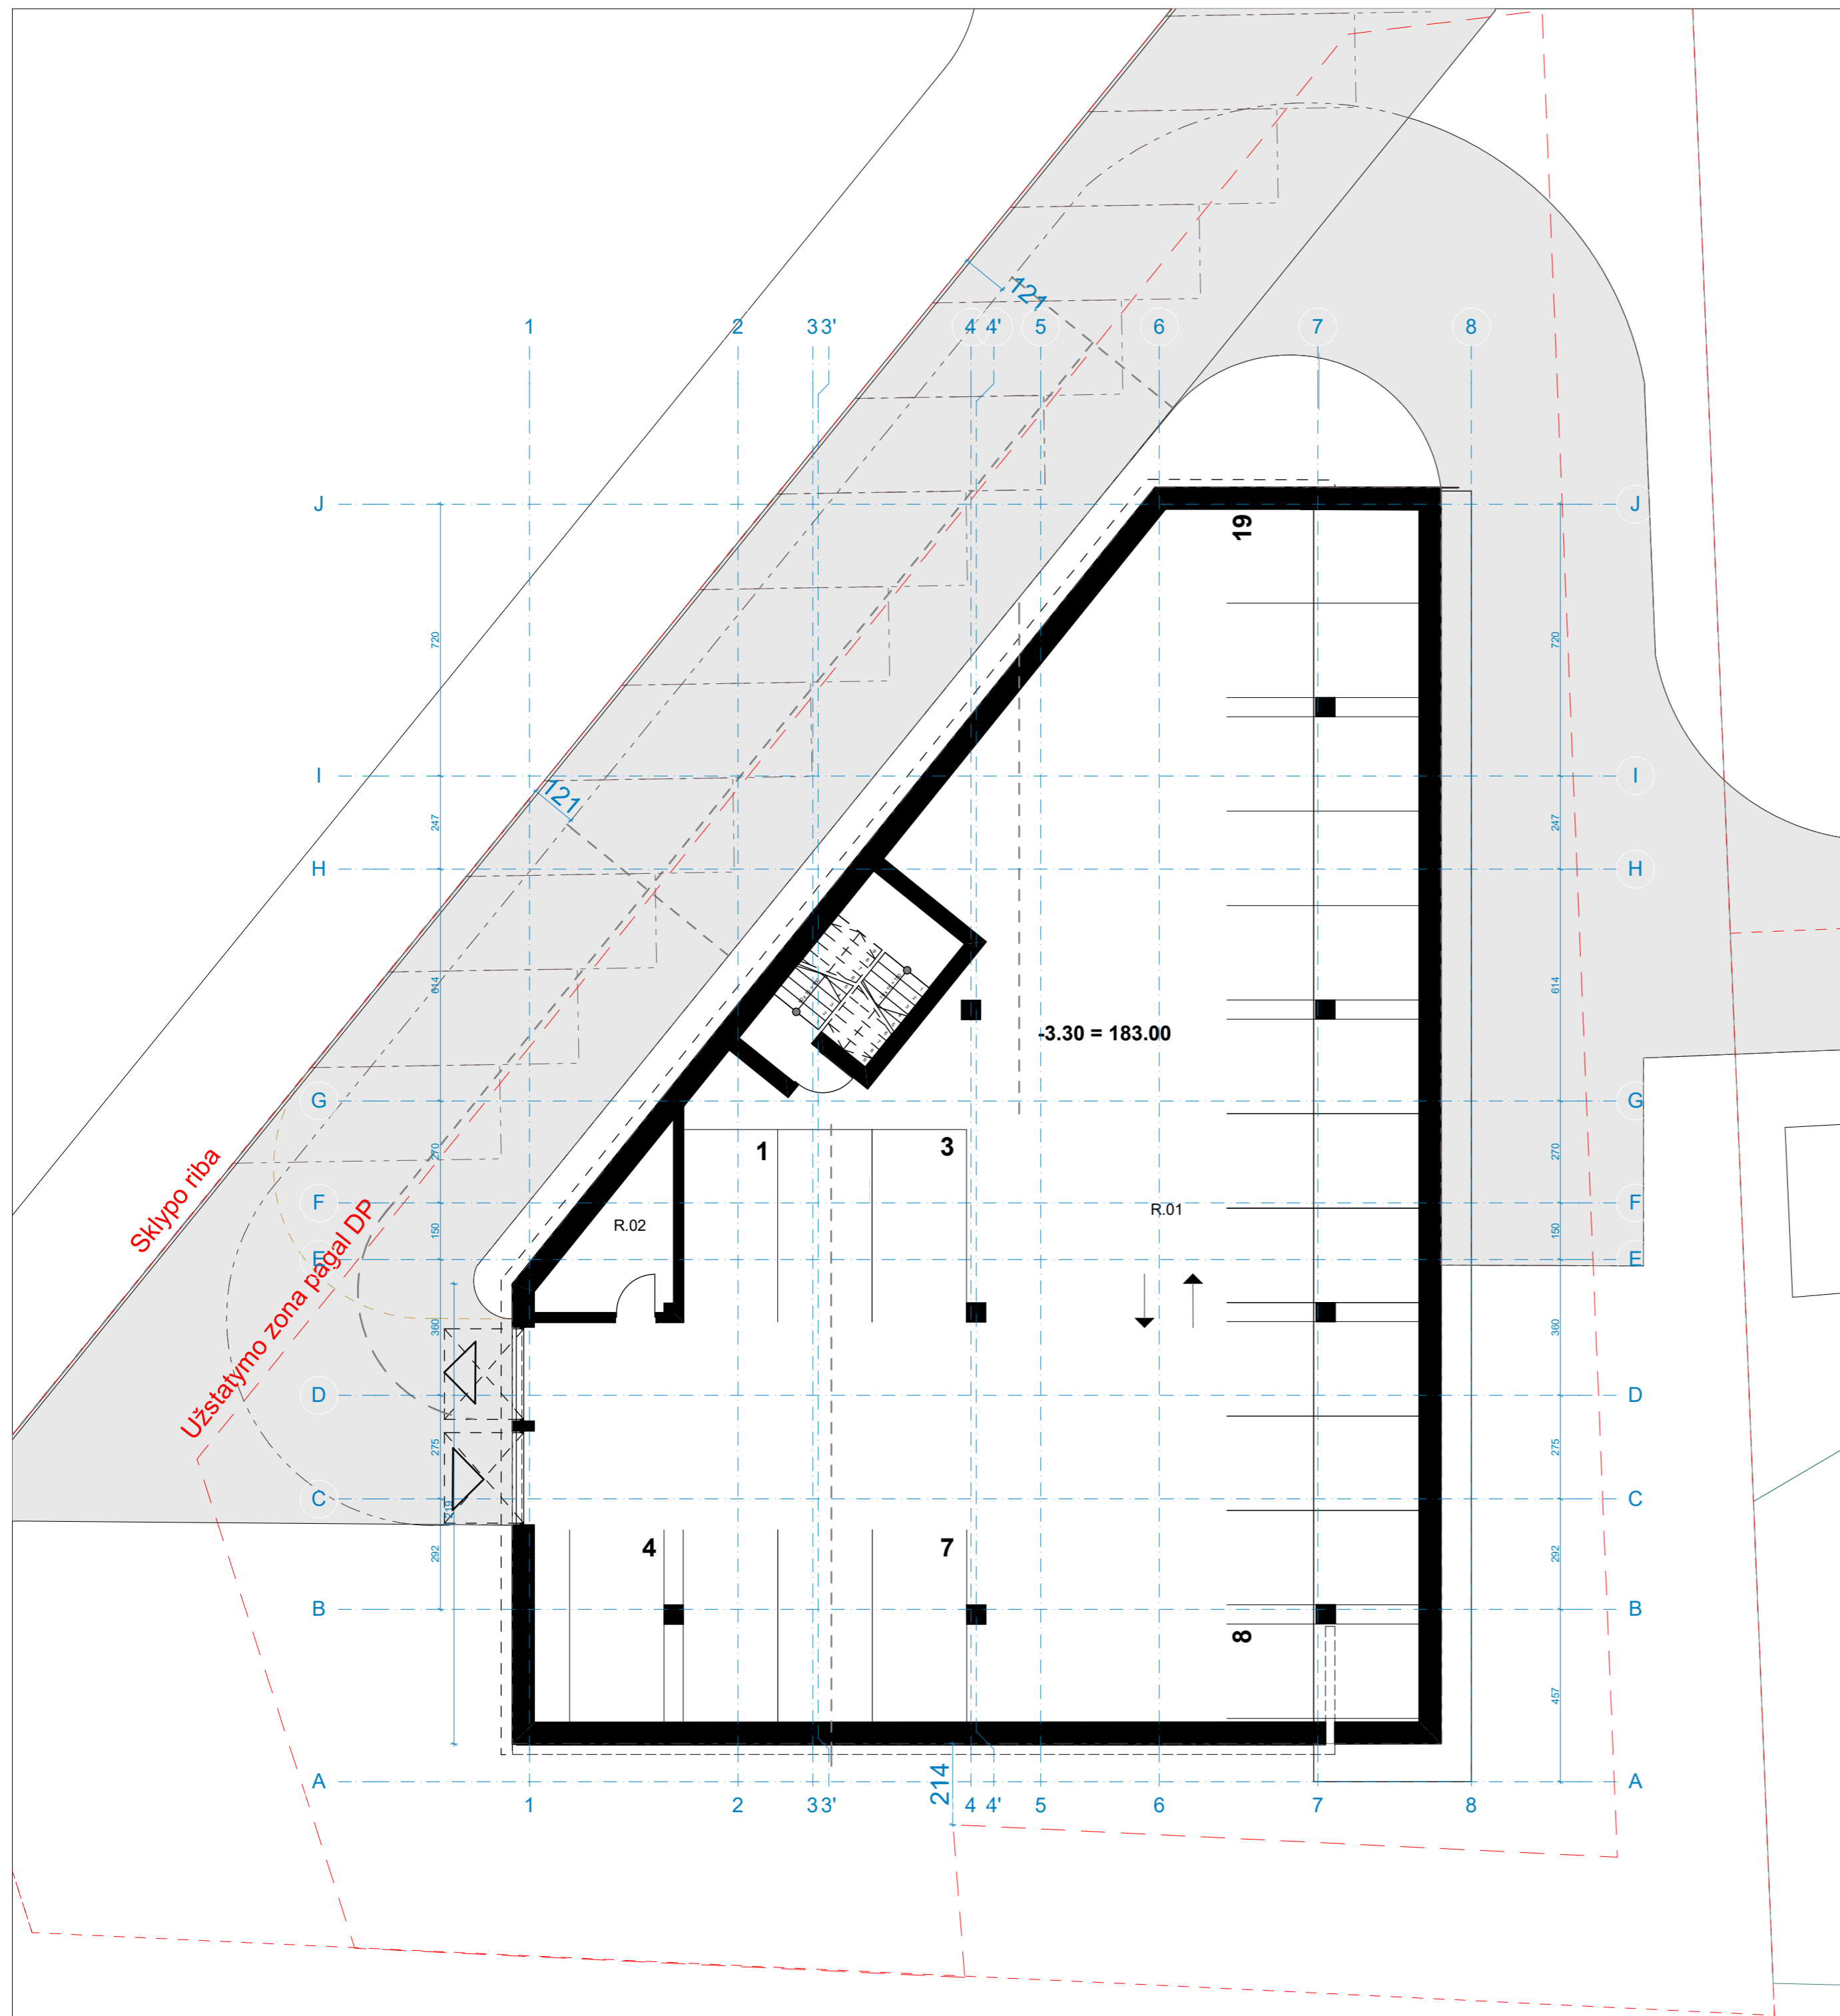 121
1 2 3 3' 4 4' 5 6 7 8
J J
19
720 720
I I
121
247 247
H H
614 614
-3.30 = 183.00
G G
1 3
270 270
Sklypo riba
F F
R.02 R.01
150 150
E E
Užstatymo zona pagal DP
360 360
D D
275 275
C C
4 7
292 292
B B
8
457
A A
214
1 2 3 3' 4 4' 5 6 7 8